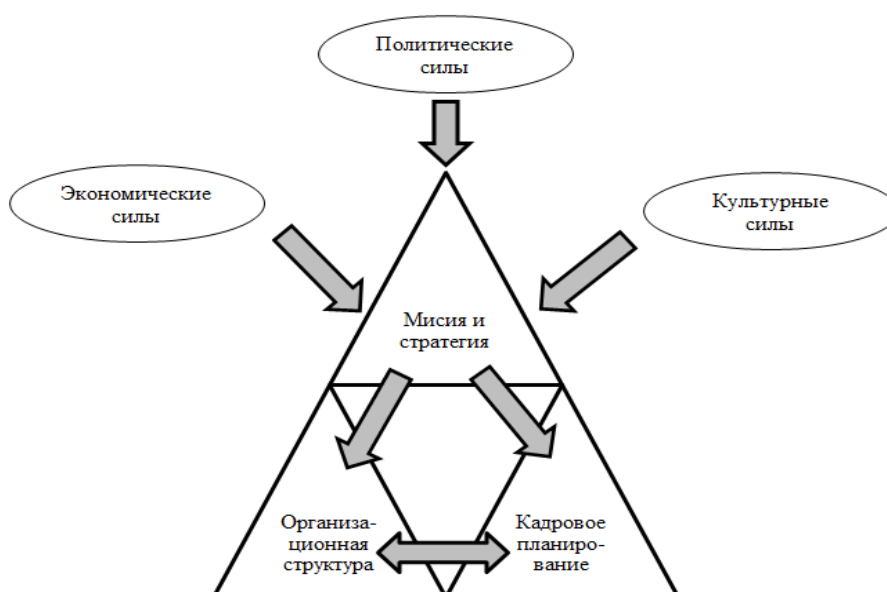 Политические
силы
Экономические
силы
Культурные
силы
Мисия и
стратегия
Организа-
ционная
структура
Кадровое
планиро-
вание